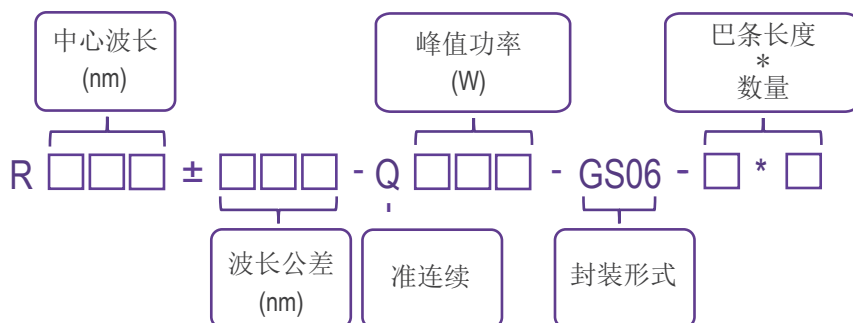 中心波长
(nm)
峰值功率
(W)
巴条长度
*
数量
R □□□ ± □□□ - Q □□□ - GS06 - □ * □
波长公差
(nm)
准连续
封装形式